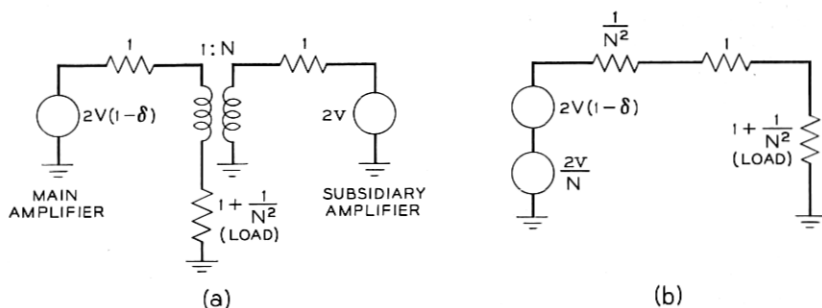 1
1:N
1
2V(1-δ)
2V
MAIN
AMPLIFIER
1 + 1/N²
(LOAD)
SUBSIDIARY
AMPLIFIER
(a)
1/N²
1
2V(1-δ)
2V/N
1 + 1/N²
(LOAD)
(b)